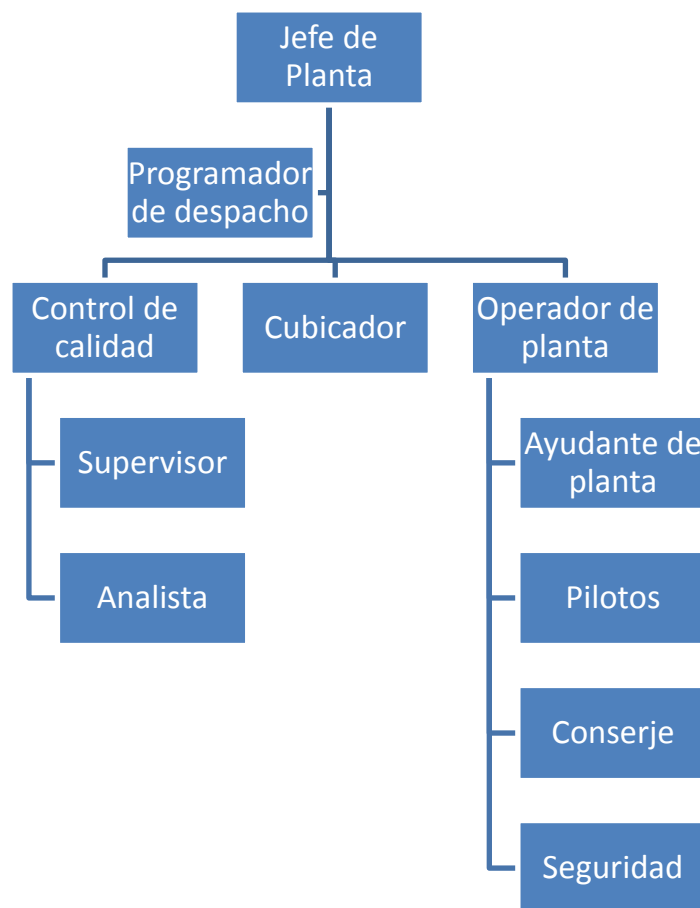 Jefe de
Planta
Programador
de despacho
Control de
calidad
Cubicador
Operador de
planta
Supervisor
Analista
Ayudante de
planta
Pilotos
Conserje
Seguridad